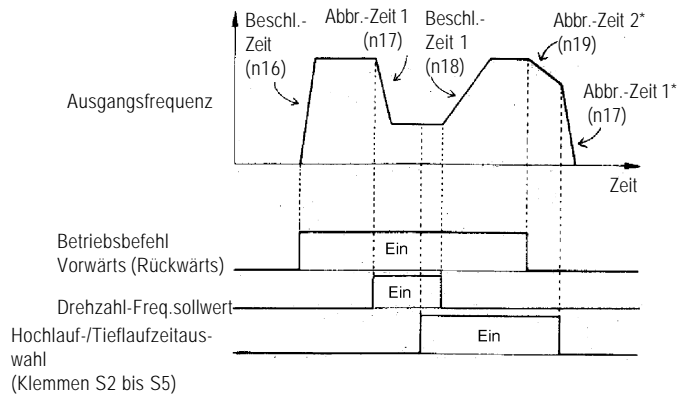 Beschl.-
Zeit
(n16)
Abbr.-Zeit 1
(n17)
Beschl.-
Zeit 1
(n18)
Abbr.-Zeit 2*
(n19)
Abbr.-Zeit 1*
(n17)
Ausgangsfrequenz
Zeit
Betriebsbefehl
Vorwärts (Rückwärts)
Ein
Drehzahl-Freq.sollwert
Ein
Hochlauf-/Tieflaufzeitaus-
wahl
(Klemmen S2 bis S5)
Ein